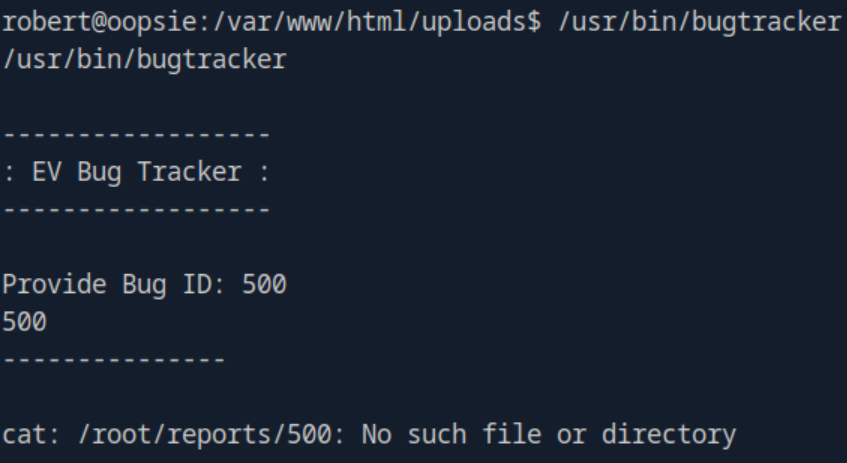 robert@oopsie:/var/www/html/uploads$ /usr/bin/bugtracker
/usr/bin/bugtracker
------------------
: EV Bug Tracker :
------------------
Provide Bug ID: 500
500
---------------
cat: /root/reports/500: No such file or directory